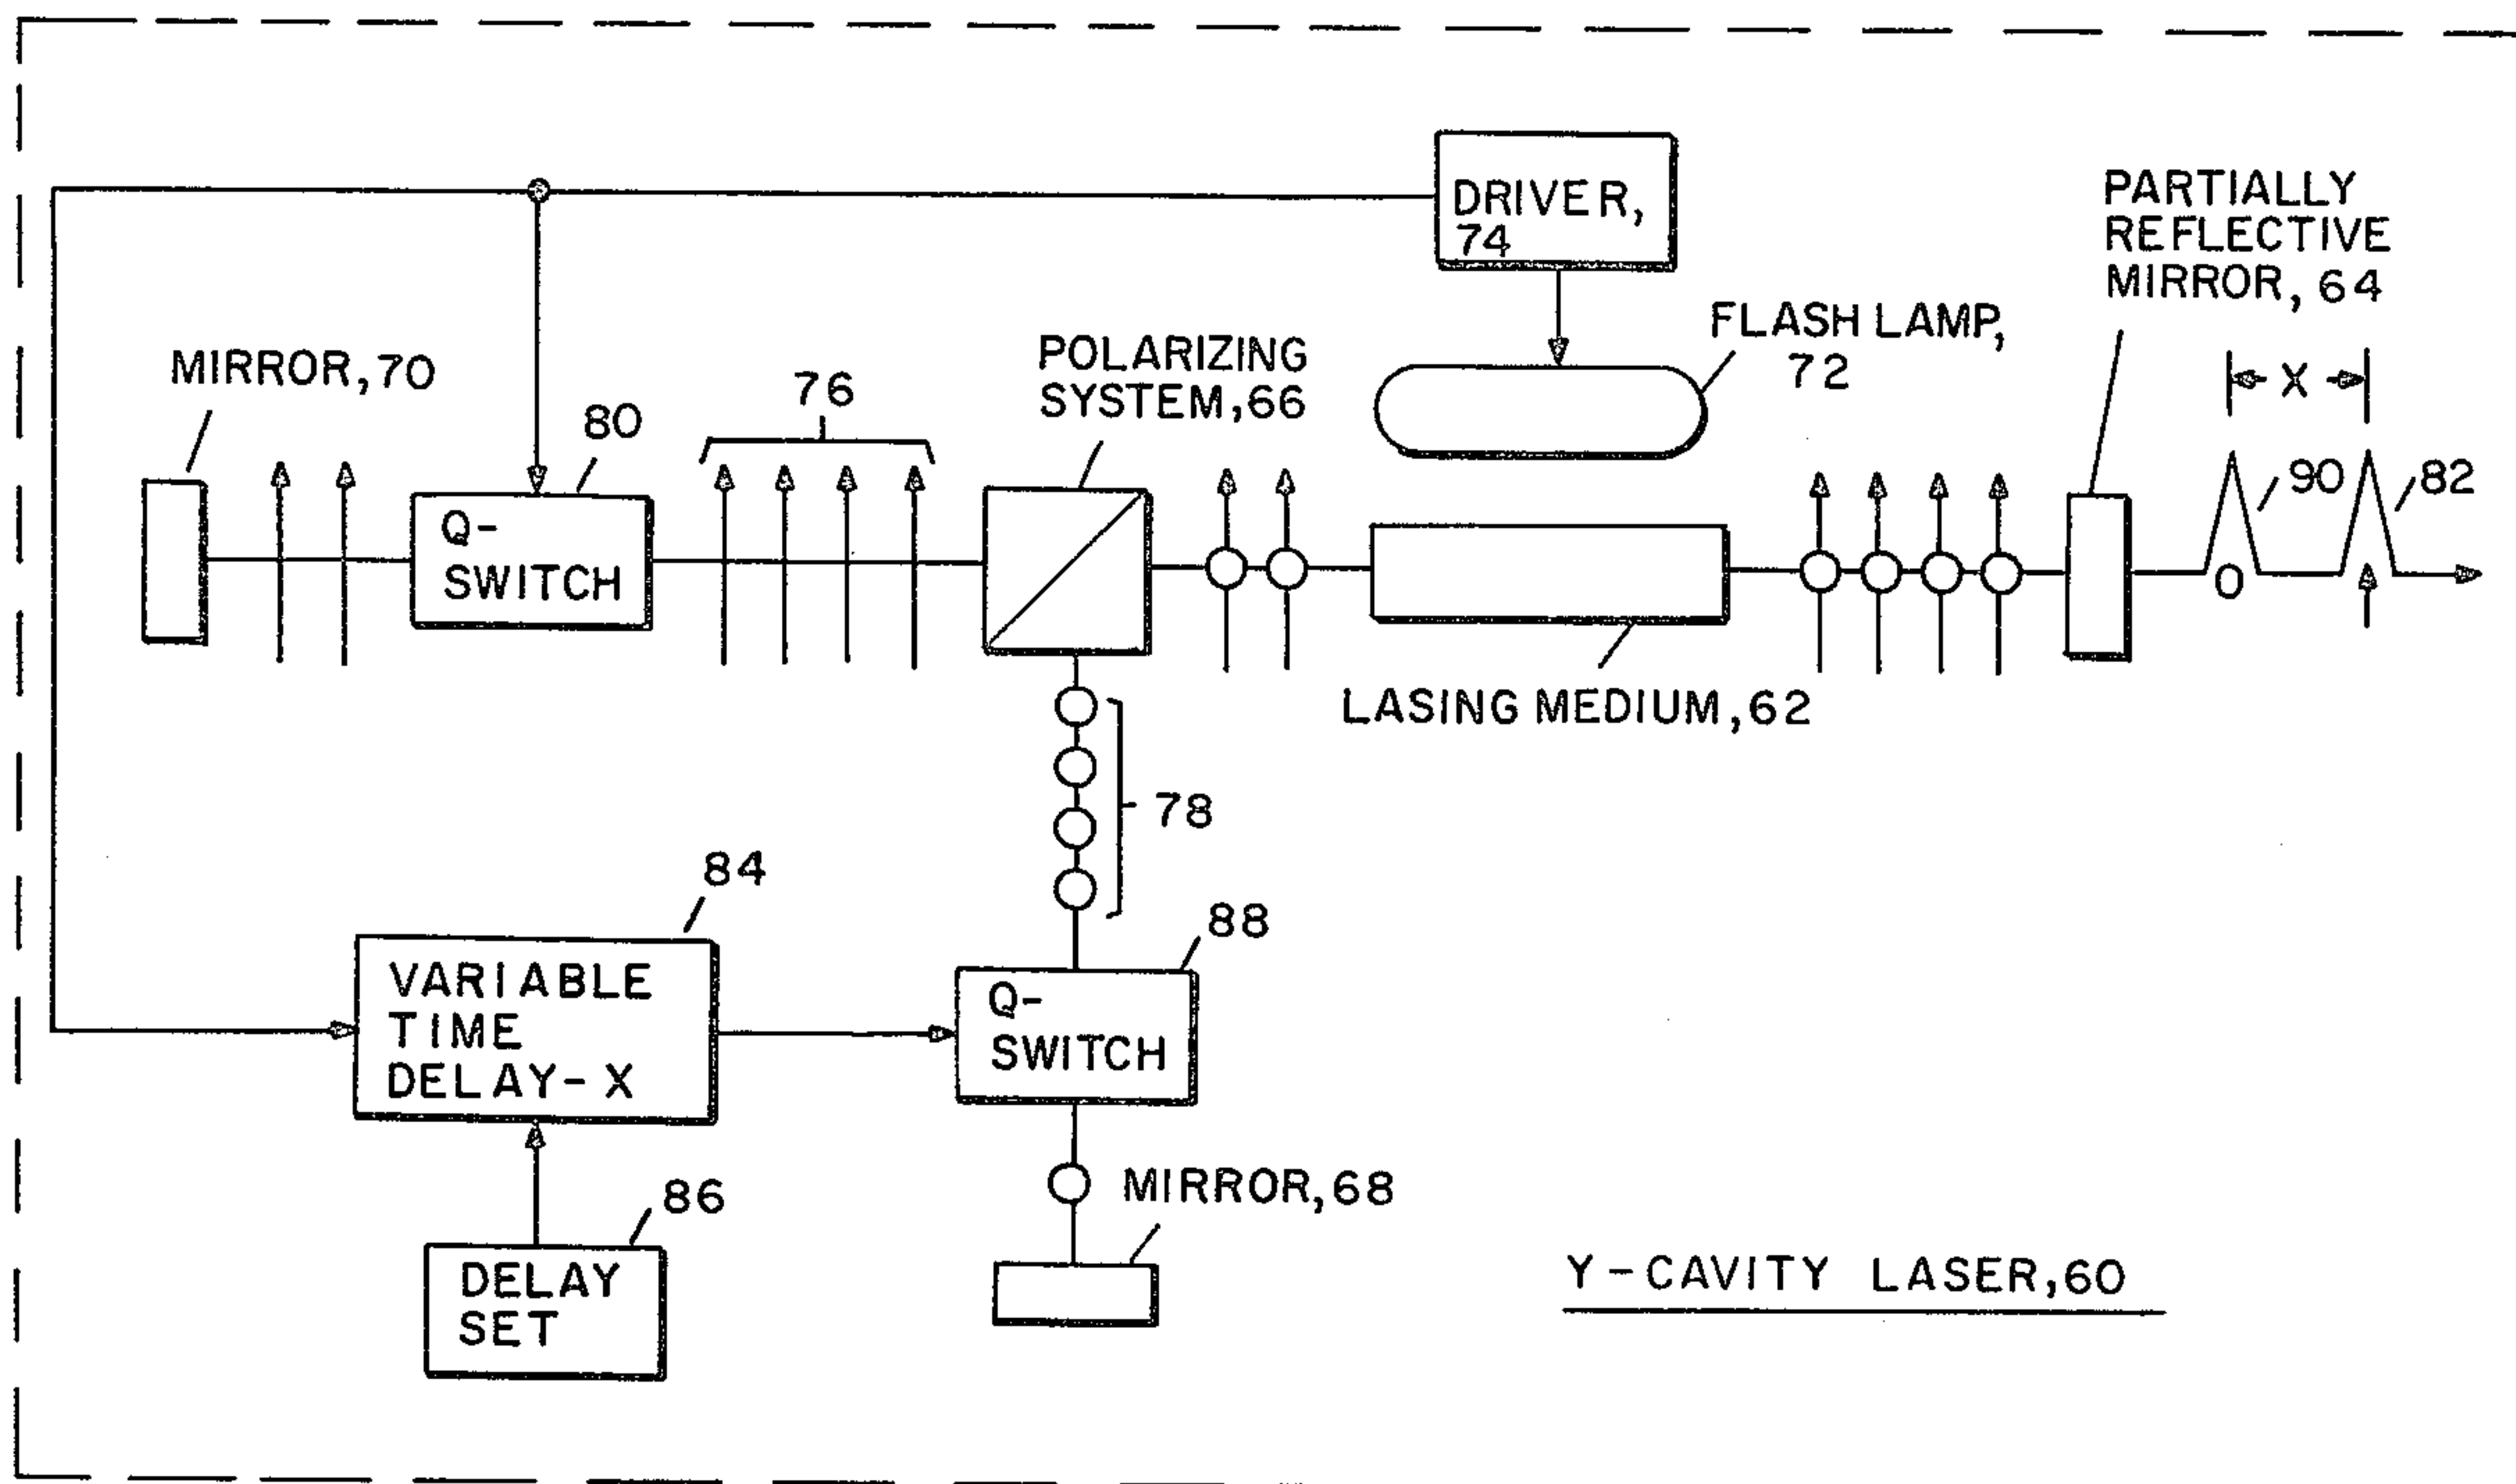 DRIVER,
74
PARTIALLY
REFLECTIVE
MIRROR, 64
FLASH LAMP,
72
X
POLARIZING
SYSTEM,66
MIRROR,70
76
80
90
82
Q-
SWITCH
O
LASING MEDIUM,62
78
84
88
VARIABLE
TIME
DELAY-X
Q-
SWITCH
86
MIRROR,68
DELAY
SET
Y-CAVITY LASER,60